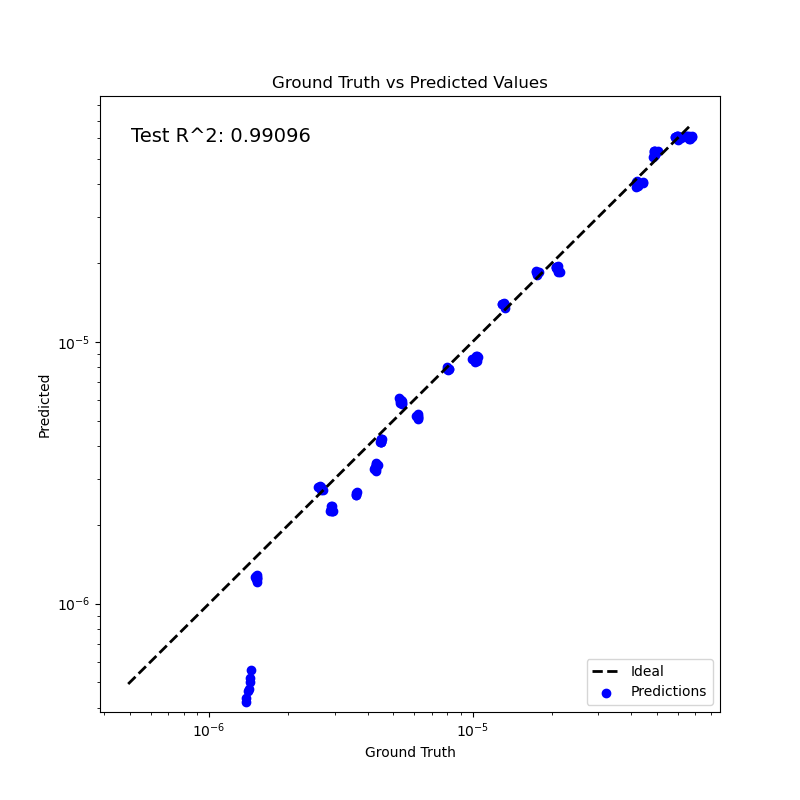 Ground Truth vs Predicted Values
Test R^2: 0.99096
Predicted
10⁻⁵
10⁻⁶
10⁻⁶
10⁻⁵
Ground Truth
Ideal
Predictions